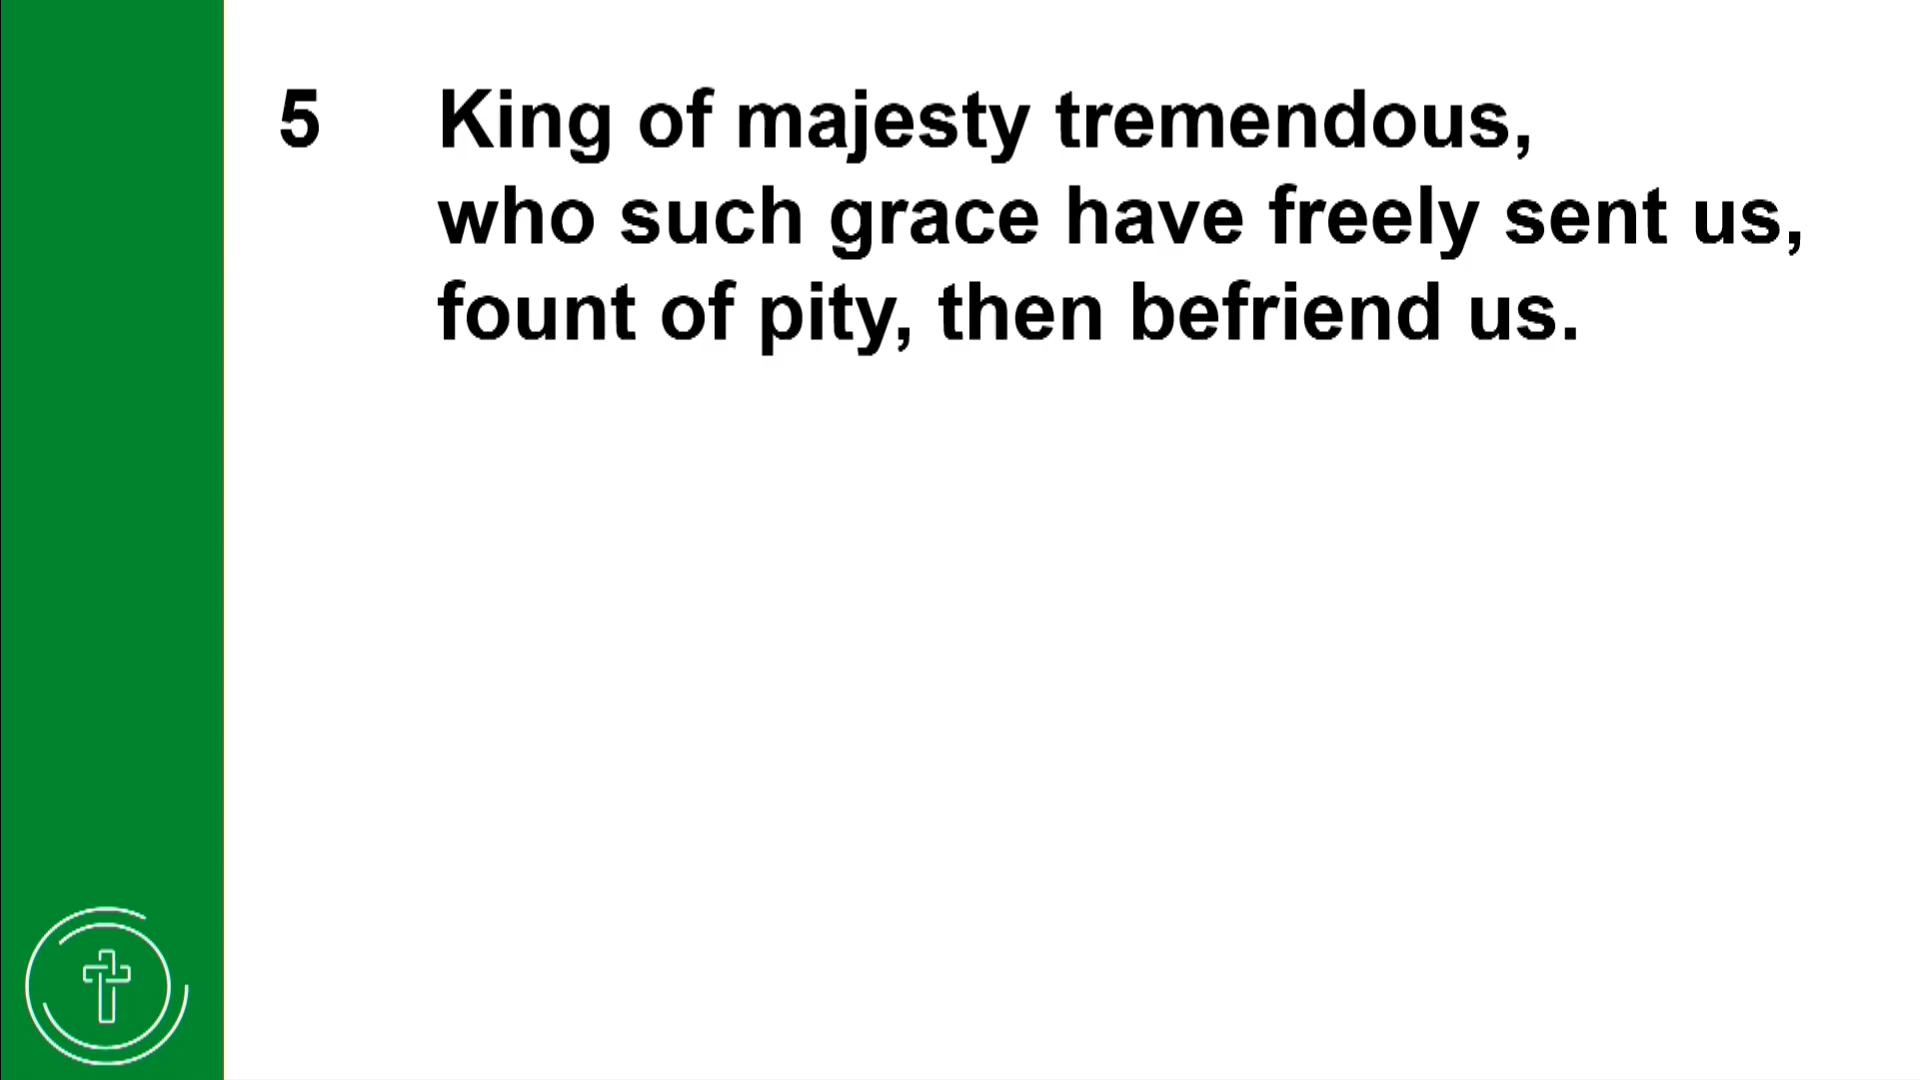 5 King of majesty tremendous,
who such grace have freely sent us,
fount of pity, then befriend us.